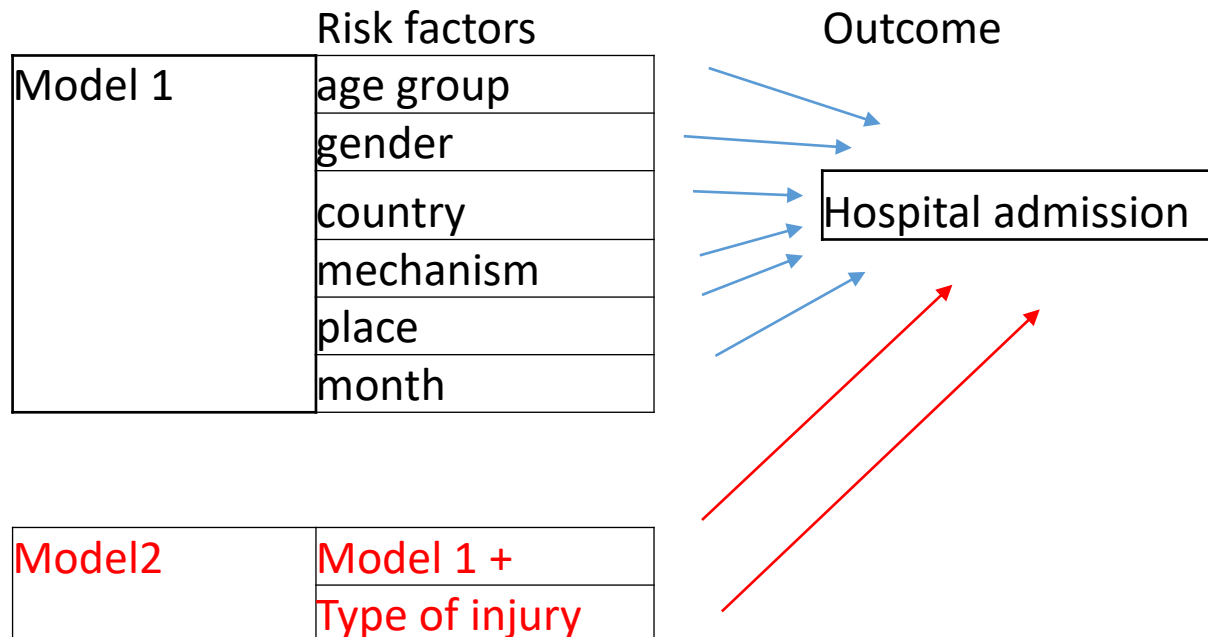 Risk factors Outcome
Model 1 age group
gender
country Hospital admission
mechanism
place
month
Model2 Model 1 +
Type of injury